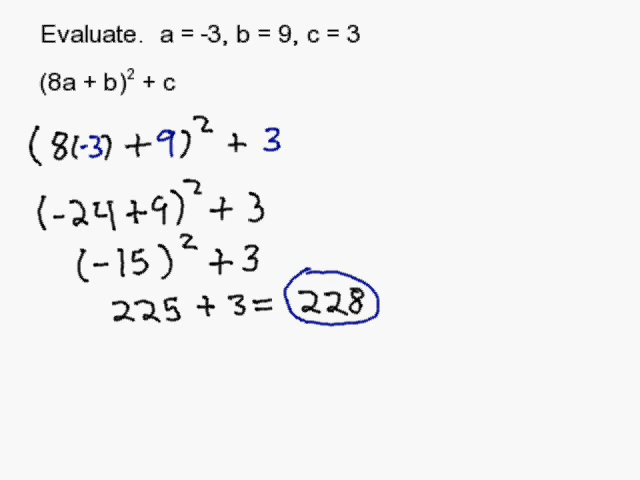 Evaluate.  a = -3, b = 9, c = 3
(8a + b)² + c
(8(-3) + 9)² + 3
(-24 + 9)² + 3
(-15)² + 3
225 + 3 = 228